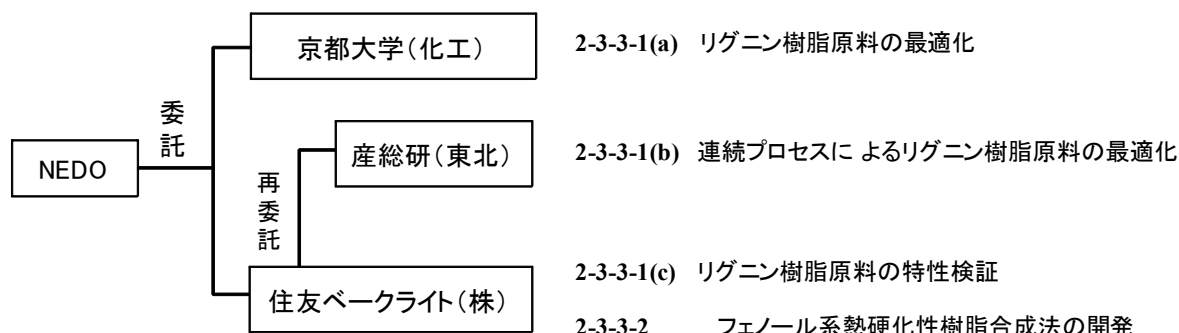 京都大学（化工）
2-3-3-1(a) リグニン樹脂原料の最適化
委託
NEDO
産総研（東北）
2-3-3-1(b) 連続プロセスに よるリグニン樹脂原料の最適化
再委託
住友ベークライト（株）
2-3-3-1(c) リグニン樹脂原料の特性検証
2-3-3-2 フェノール系熱硬化性樹脂合成法の開発